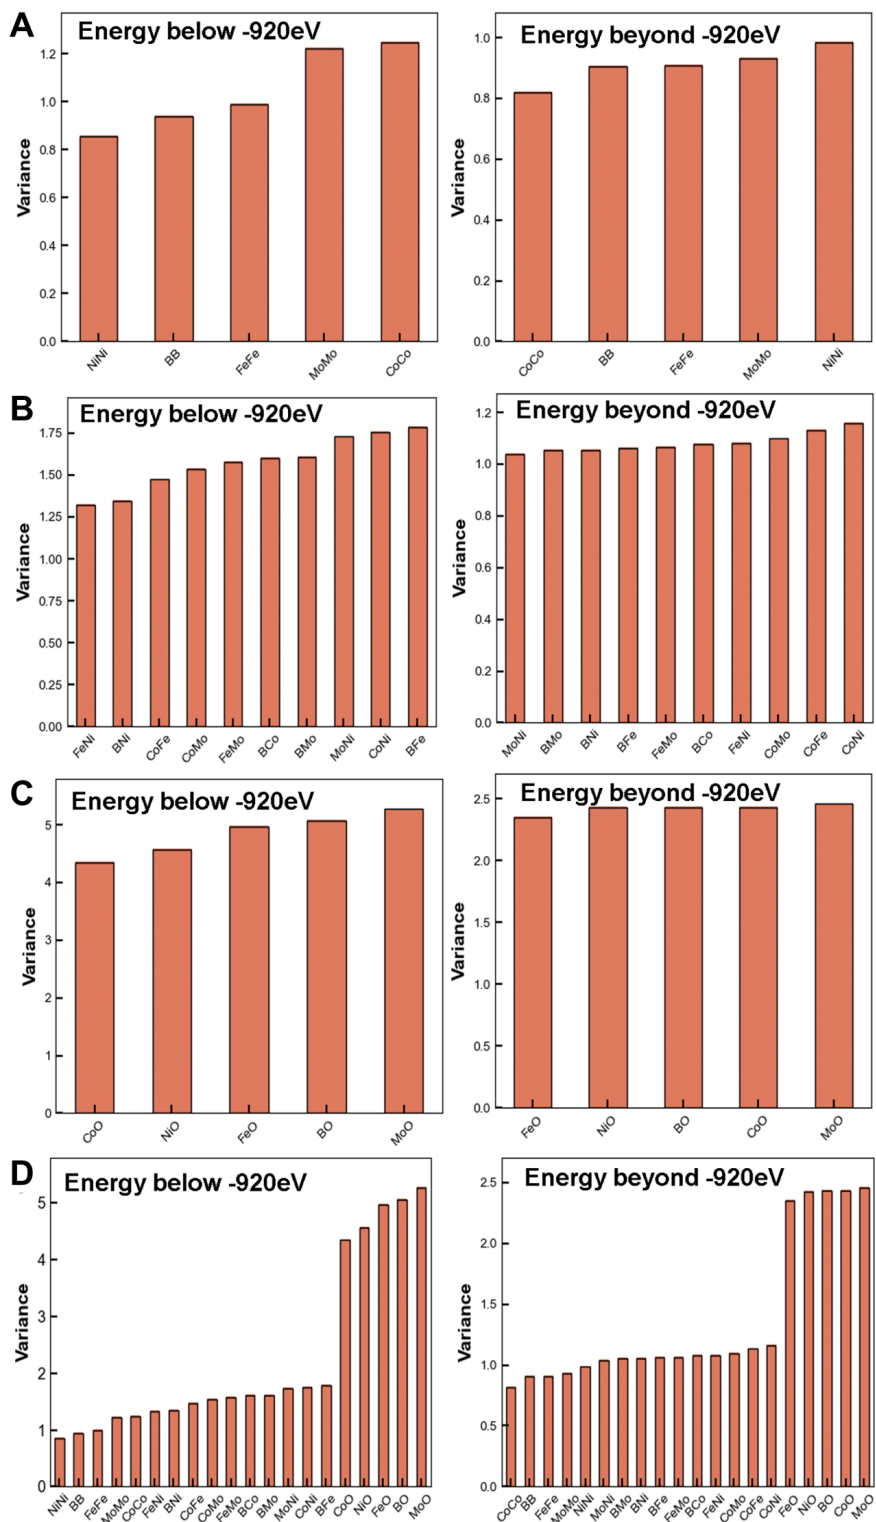 A
Energy below -920eV
Variance
1.2
1.0
0.8
0.6
0.4
0.2
0.0
NiNi BB FeFe MoMo CoCo
Energy beyond -920eV
Variance
1.0
0.8
0.6
0.4
0.2
0.0
CoCo BB FeFe MoMo NiNi
B
Energy below -920eV
Variance
1.75
1.50
1.25
1.00
0.75
0.50
0.25
0.00
FeNi BNi CoFe CoMo FeMo BCo BMo MoNi CoNi BFe
Energy beyond -920eV
Variance
1.2
1.0
0.8
0.6
0.4
0.2
0.0
MoNi BMo BNi BFe FeMo BCo FeNi CoMo CoFe CoNi
C
Energy below -920eV
Variance
5
4
3
2
1
0
CoO NiO FeO BO MoO
Energy beyond -920eV
Variance
2.5
2.0
1.5
1.0
0.5
0.0
FeO NiO BO CoO MoO
D
Energy below -920eV
Variance
5
4
3
2
1
0
NiNi BB FeFe MoMo CoCo FeNi BNi CoFe CoMo FeMo BCo BMo MoNi CoNi BFe CoO NiO FeO BO MoO
Energy beyond -920eV
Variance
2.5
2.0
1.5
1.0
0.5
0.0
CoCo BB FeFe MoMo NiNi MoNi BMo BNi BFe FeMo BCo FeNi CoMo CoFe CoNi FeO NiO BO CoO MoO